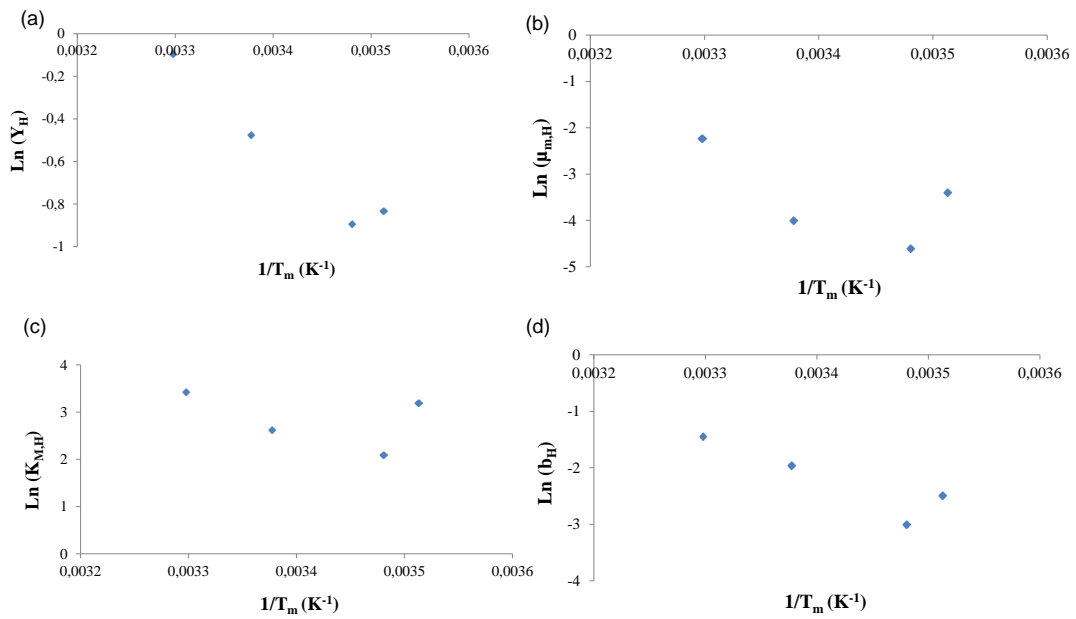 (a)
0
0,0032 0,0033 0,0034 0,0035 0,0036
-0,2
-0,4
-0,6
-0,8
-1
Ln (Y_H)
1/T_m (K⁻¹)
(b)
0
0,0032 0,0033 0,0034 0,0035 0,0036
-1
-2
-3
-4
-5
Ln (µ_m,H)
1/T_m (K⁻¹)
(c)
4
3
2
1
0
0,0032 0,0033 0,0034 0,0035 0,0036
Ln (K_M,H)
1/T_m (K⁻¹)
(d)
0
0,0032 0,0033 0,0034 0,0035 0,0036
-1
-2
-3
-4
Ln (b_H)
1/T_m (K⁻¹)